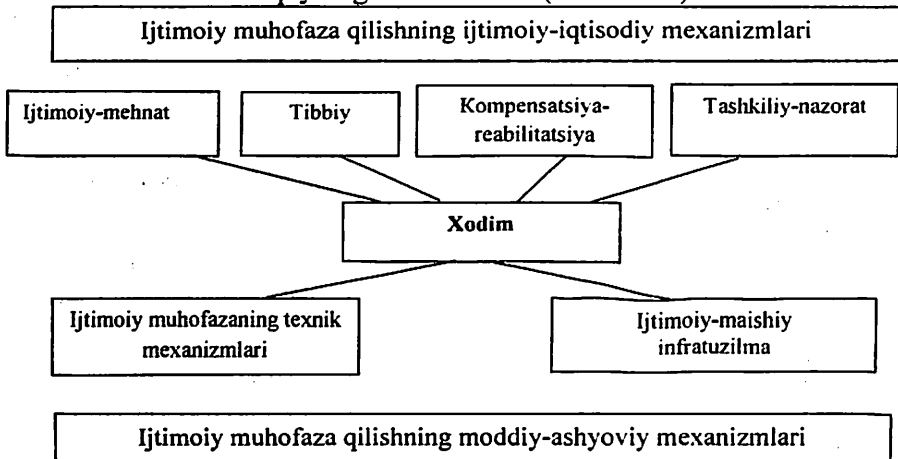 Ijtimoiy muhofaza qilishning ijtimoiy-iqtisodiy mexanizmlari
Ijtimoiy-mehnat
Tibbiy
Kompensatsiya-
reabilitatsiya
Tashkiliy-nazorat
Xodim
Ijtimoiy muhofazaning texnik
mexanizmlari
Ijtimoiy-maishiy
infratuzilma
Ijtimoiy muhofaza qilishning moddiy-ashyoviy mexanizmlari